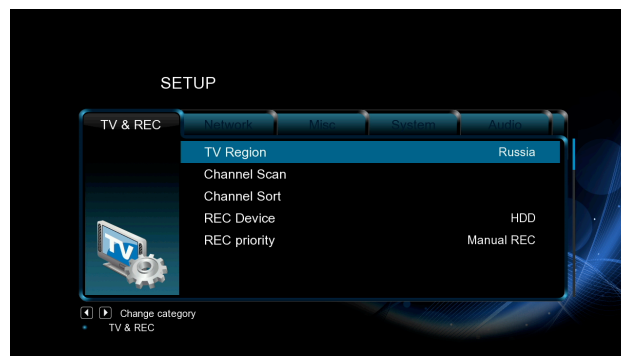 SETUP
TV & REC Network Misc System Audio
TV Region Russia
Channel Scan
Channel Sort
REC Device HDD
REC priority Manual REC
TV
Change category
TV & REC